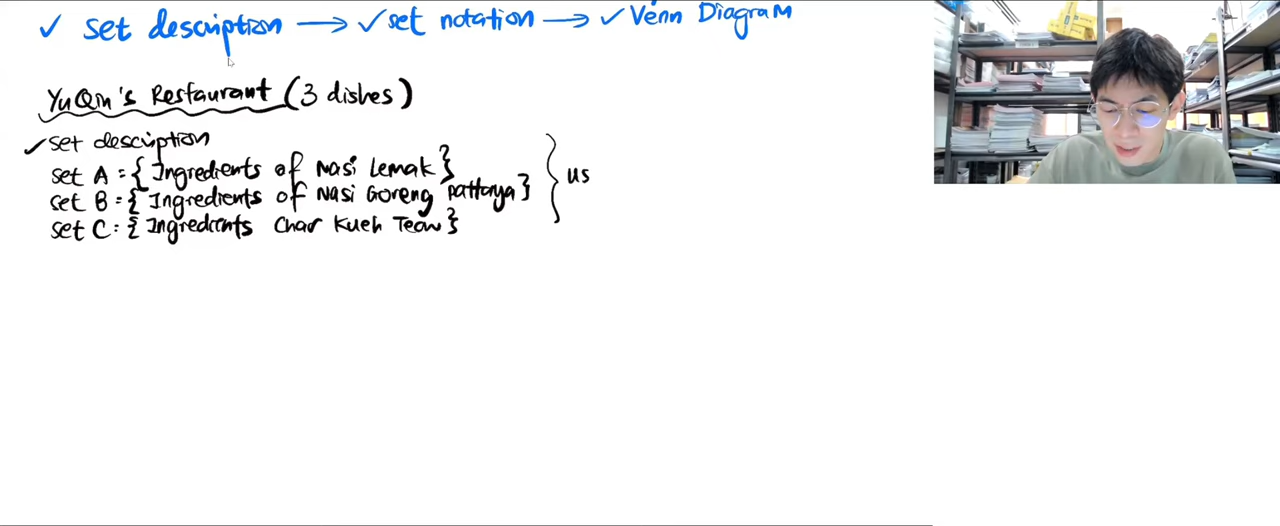 ✓ set description → ✓ set notation → ✓ Venn Diagram
YuQin's Restaurant (3 dishes)
✓ set description
set A = { Ingredients of Nasi Lemak }
set B = { Ingredients of Nasi Goreng Pattaya }
set C = { Ingredients Char Kueh Teow }
us